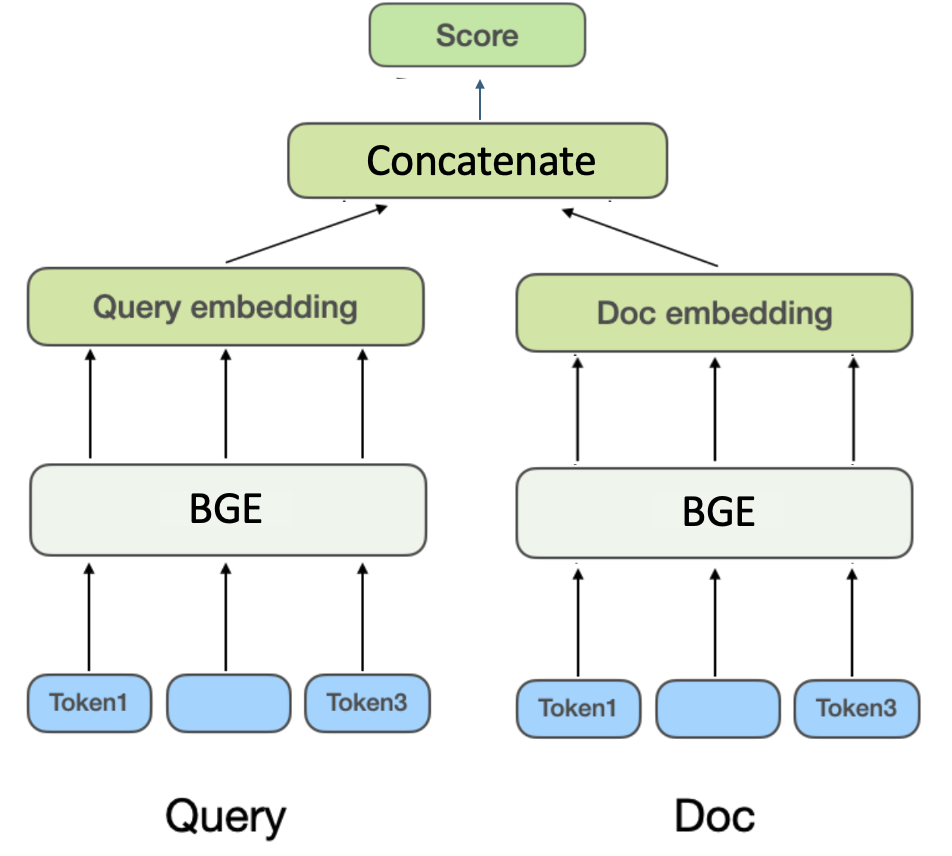 Score
Concatenate
Query embedding
Doc embedding
BGE
BGE
Token1
Token3
Token1
Token3
Query
Doc